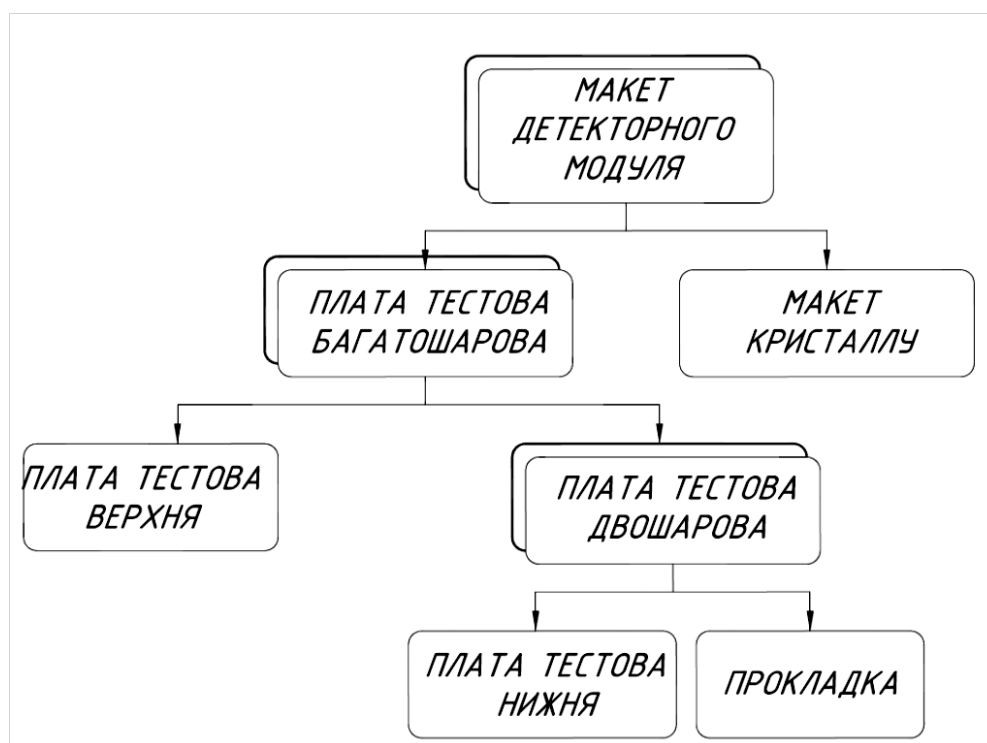 МАКЕТ
ДЕТЕКТОРНОГО
МОДУЛЯ
ПЛАТА ТЕСТОВА
БАГАТОШАРОВА
МАКЕТ
КРИСТАЛЛУ
ПЛАТА ТЕСТОВА
ВЕРХНЯ
ПЛАТА ТЕСТОВА
ДВОШАРОВА
ПЛАТА ТЕСТОВА
НИЖНЯ
ПРОКЛАДКА